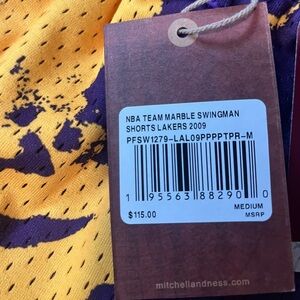 NBA TEAM MARBLE SWINGMAN
SHORTS LAKERS 2009
PFSW1279-LAL09PPPPTPR-M
1 95563 88290 0
MEDIUM
$115.00 MSRP
mitchellandness.com